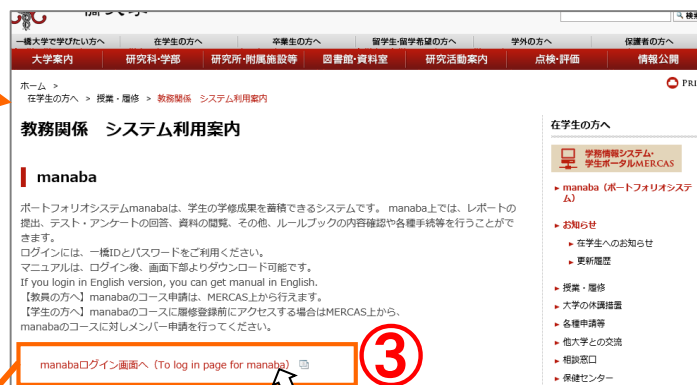 検索
一橋大学で学びたい方へ 在学生の方へ 卒業生の方へ 留学生・留学希望の方へ 学外の方へ 保護者の方へ
大学案内 研究科・学部 研究所・附属施設等 図書館・資料室 研究活動案内 点検・評価 情報公開
ホーム >
在学生の方へ > 授業・履修 > 教務関係 システム利用案内
PRI
教務関係 システム利用案内
manaba
ポートフォリオシステムmanabaは、学生の学修成果を蓄積できるシステムです。 manaba上では、レポートの
提出、テスト・アンケートの回答、資料の閲覧、その他、ルールブックの内容確認や各種手続等を行うことがで
きます。
ログインには、一橋IDとパスワードをご利用ください。
マニュアルは、ログイン後、画面下部よりダウンロード可能です。
If you login in English version, you can get manual in English.
【教員の方へ】manabaのコース申請は、MERCAS上から行えます。
【学生の方へ】manabaのコースに履修登録前にアクセスする場合はMERCAS上から、
manabaのコースに対しメンバー申請を行ってください。
manabaログイン画面へ（To log in page for manaba）
③
在学生の方へ
学務情報システム・
学生ポータルMERCAS
manaba（ポートフォリオシステ
ム）
お知らせ
在学生へのお知らせ
更新履歴
授業・履修
大学の休講措置
各種申請等
他大学との交流
相談窓口
保健センター